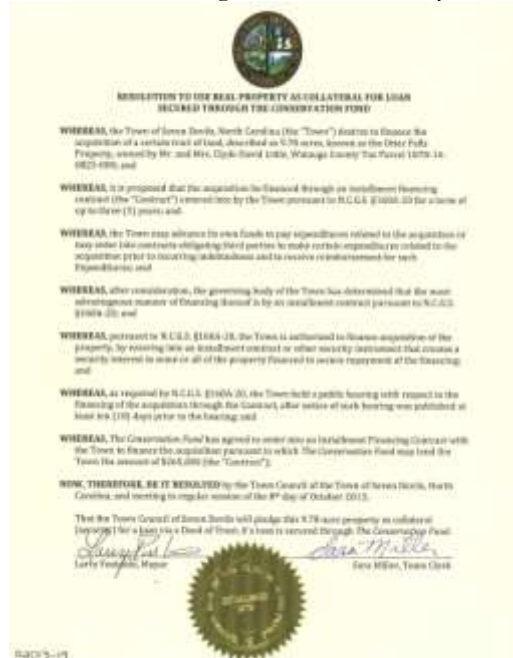 RESOLUTION TO USE REAL PROPERTY AS COLLATERAL FOR LOAN
SECURED THROUGH THE CONSERVATION FUND
WHEREAS, the Town of Seven Devils, North Carolina (the "Town") desires to finance the
acquisition of a certain tract of land, described as 9.78 acres, known as the Otter Falls
Property, owned by Mr. and Mrs. Clyde David Little, Watauga County Tax Parcel
and
WHEREAS, it is proposed that the acquisition be financed through an installment financing
contract (the "Contract") entered into by the Town pursuant to N.C.G.S. §160A-20 for a term of
up to three (3) years; and
WHEREAS, the Town may advance its own funds to pay expenditures related to the acquisition or
may enter into contracts obligating third parties to make certain expenditures related to the
acquisition prior to incurring indebtedness and to receive reimbursement for such
Expenditures; and
WHEREAS, after consideration, the governing body of the Town has determined that the most
advantageous manner of financing thereof is by an installment contract pursuant to N.C.G.S.
§160A-20; and
WHEREAS, pursuant to N.C.G.S. §160A-20, the Town is authorized to finance acquisition of the
property, by entering into an installment contract or other security instrument that creates a
security interest in some or all of the property financed to secure repayment of the financing;
and
WHEREAS, as required by N.C.G.S. §160A-20, the Town held a public hearing with respect to the
financing of the acquisition through the Contract, after notice of such hearing was published at
least ten (10) days prior to the hearing; and
WHEREAS, The Conservation Fund has agreed to enter into an Installment Financing Contract with
the Town to finance the acquisition pursuant to which The Conservation Fund may lend the
Town the amount of (the "Contract");
NOW, THEREFORE, BE IT RESOLVED by the Town Council of the Town of Seven Devils, North
Carolina, and meeting in regular session of the 8th day of October 2013.
That the Town Council of Seven Devils will pledge this 9.78 acre property as collateral
(security) for a loan via a Deed of Trust, if a loan is secured through The Conservation Fund.
Larry Mayor
Sara Miller
Sara Miller, Town Clerk